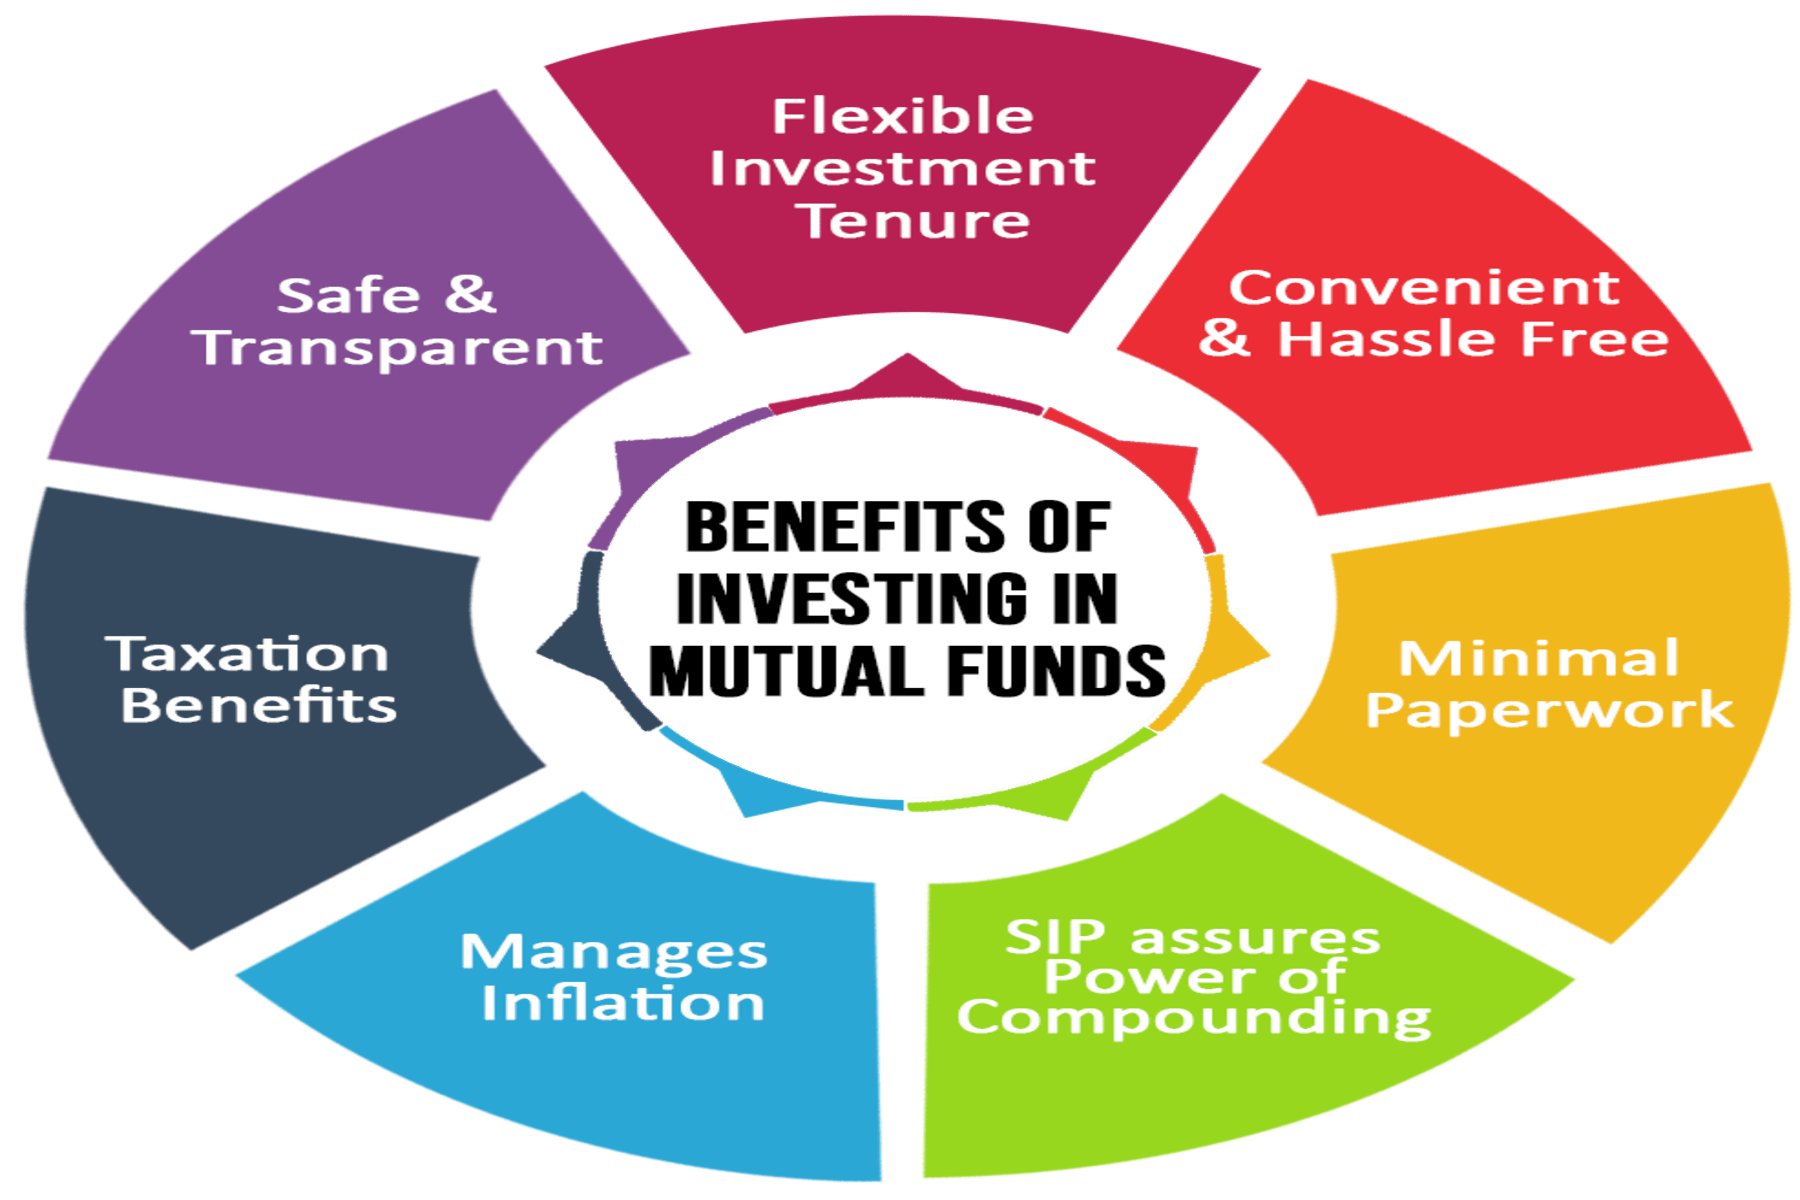 Flexible
Investment
Tenure
Convenient
& Hassle Free
Minimal
Paperwork
SIP assures
Power of
Compounding
Manages
Inflation
Taxation
Benefits
Safe &
Transparent
BENEFITS OF
INVESTING IN
MUTUAL FUNDS